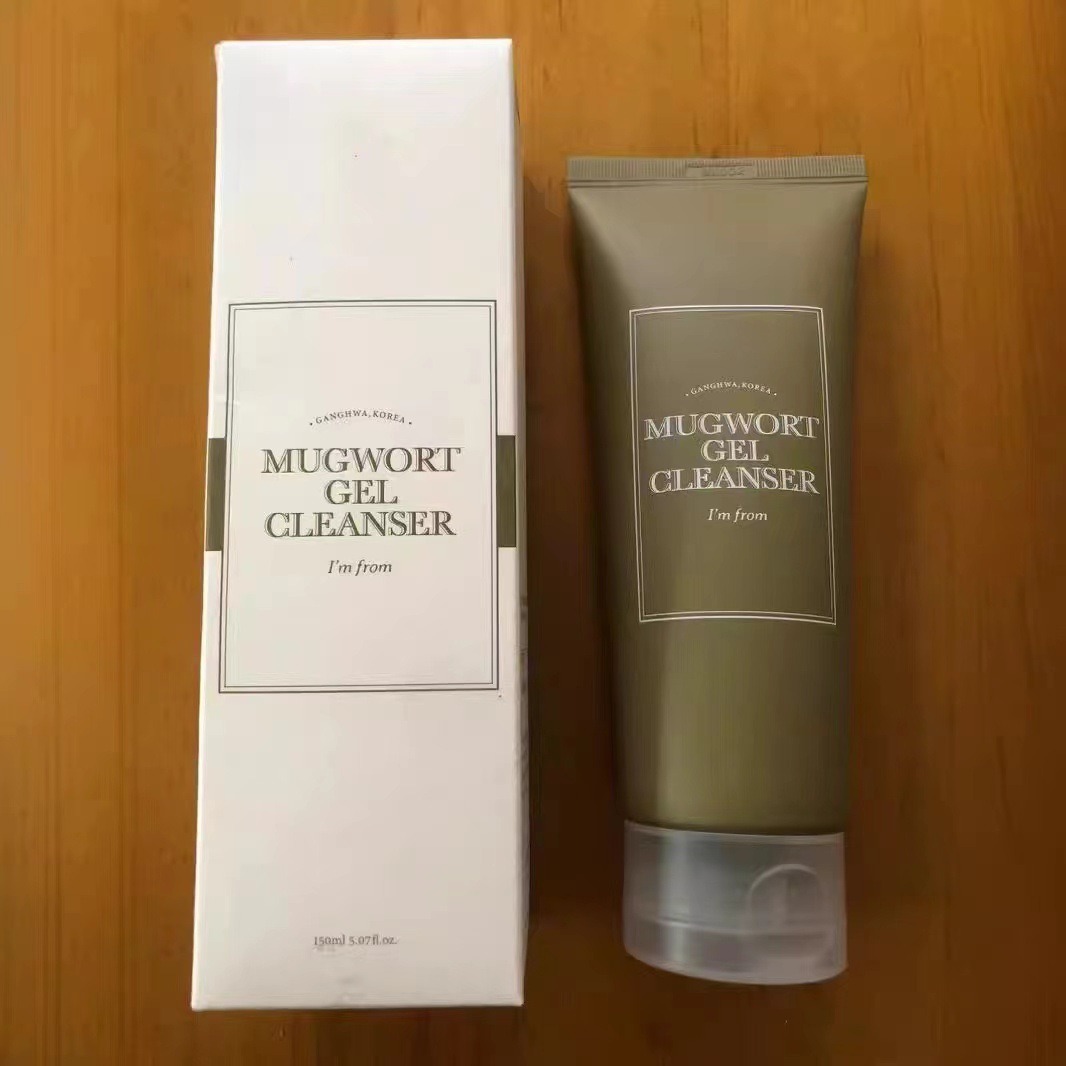 GANGHWA, KOREA
MUGWORT
GEL
CLEANSER
I'm from
150ml 5.07fl.oz.
GANGHWA, KOREA
MUGWORT
GEL
CLEANSER
I'm from